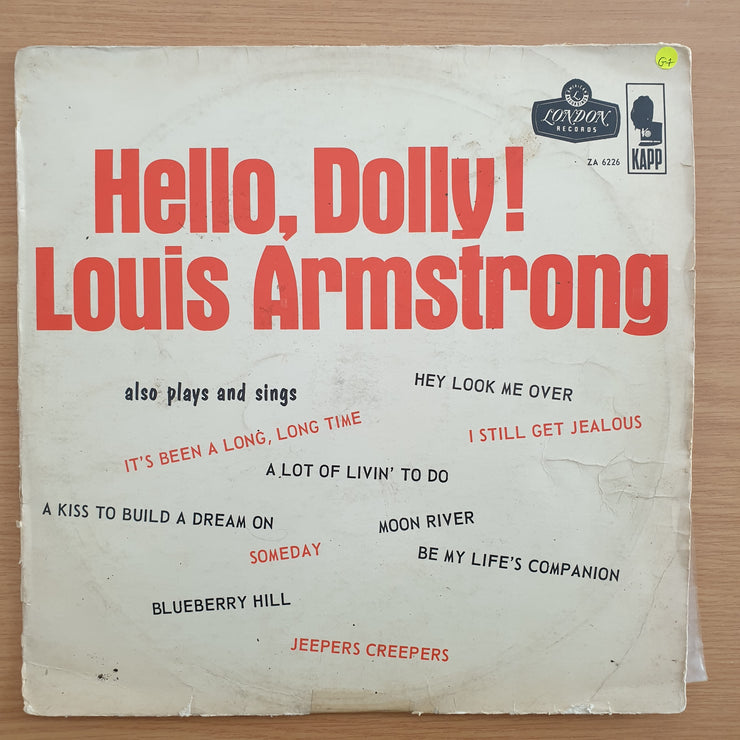 G+
LONDON
RECORDS
ZA 6226
KAPP
Hello, Dolly!
Louis Armstrong
also plays and sings
HEY LOOK ME OVER
IT'S BEEN A LONG, LONG TIME
I STILL GET JEALOUS
A LOT OF LIVIN' TO DO
A KISS TO BUILD A DREAM ON
MOON RIVER
SOMEDAY
BE MY LIFE'S COMPANION
BLUEBERRY HILL
JEEPERS CREEPERS